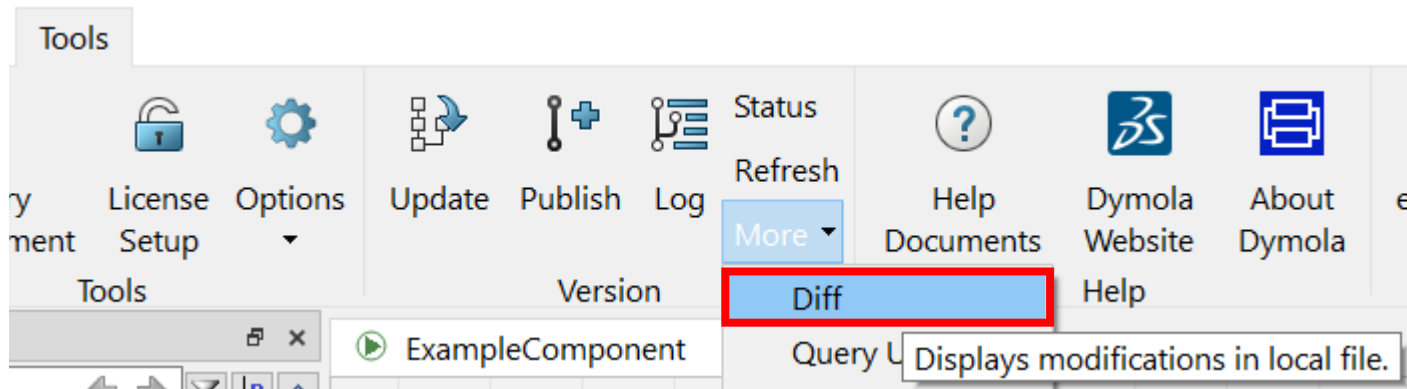 Tools
Status
Refresh
ry
ment
License
Setup
Options
Update
Publish
Log
More
Help
Documents
Dymola
Website
About
Dymola
Tools
Version
Help
Diff
ExampleComponent
Query U
Displays modifications in local file.